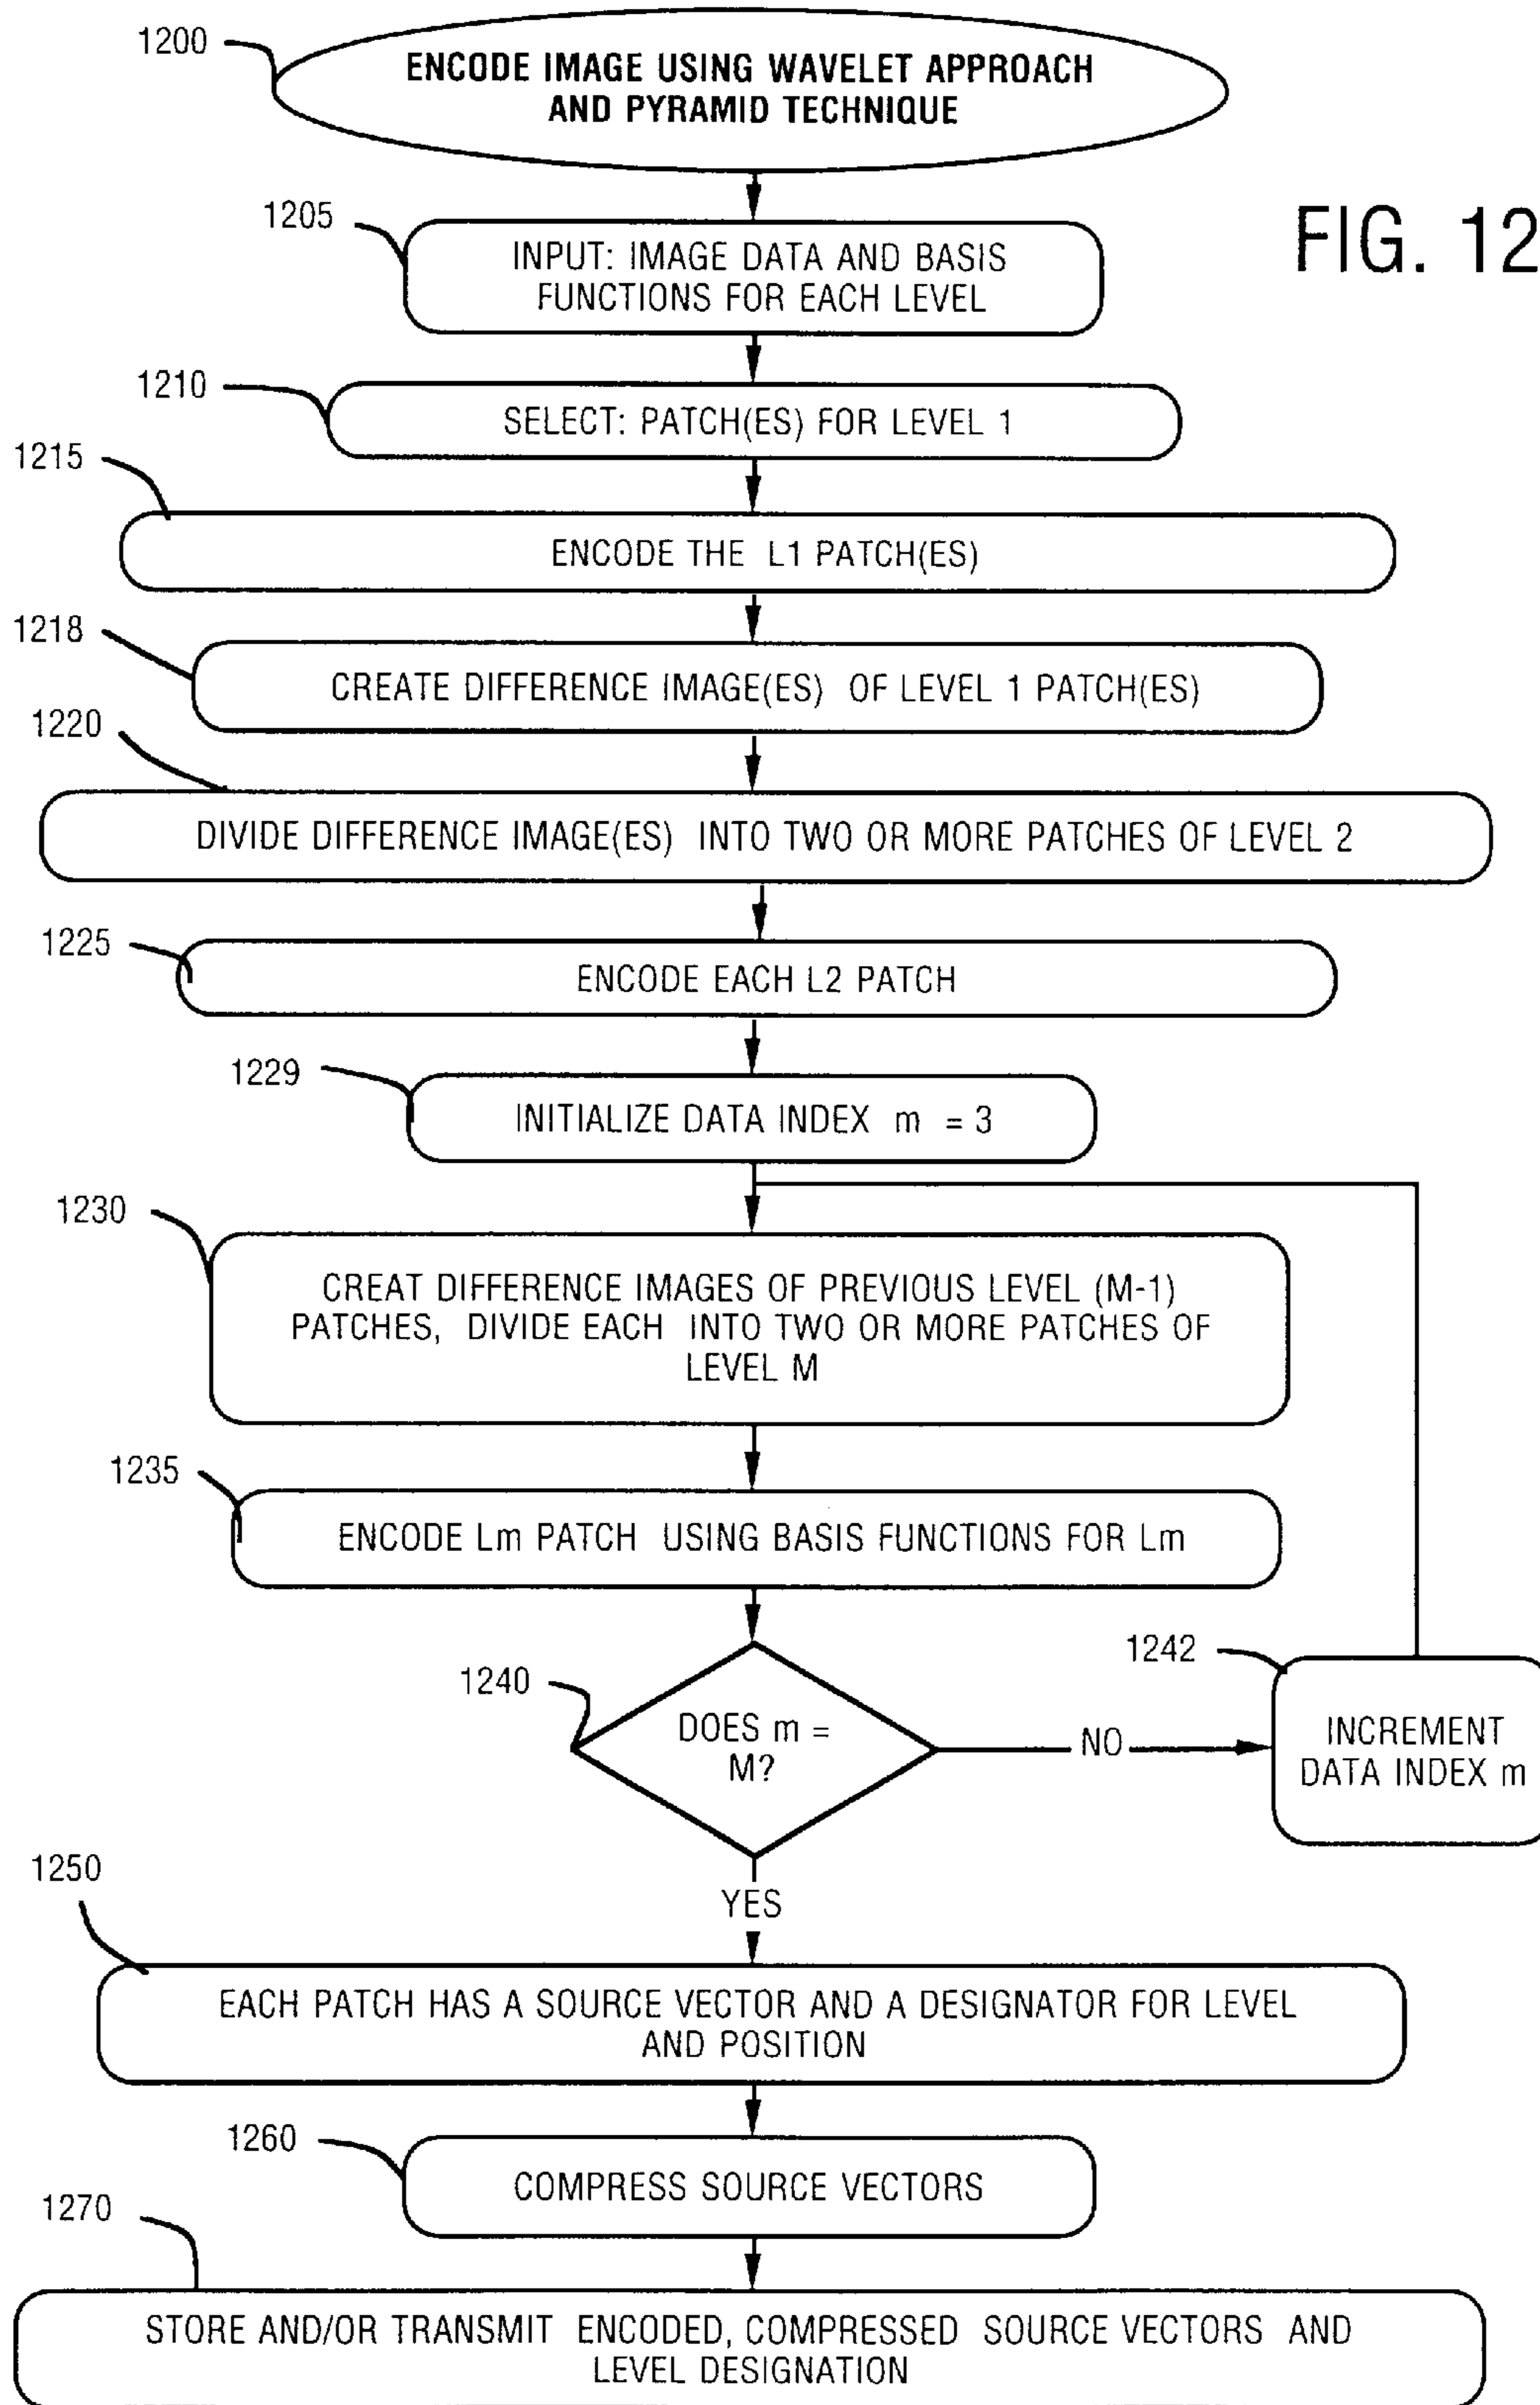 1200
ENCODE IMAGE USING WAVELET APPROACH
AND PYRAMID TECHNIQUE
FIG. 12
1205
INPUT: IMAGE DATA AND BASIS
FUNCTIONS FOR EACH LEVEL
1210
SELECT: PATCH(ES) FOR LEVEL 1
1215
ENCODE THE L1 PATCH(ES)
1218
CREATE DIFFERENCE IMAGE(ES) OF LEVEL 1 PATCH(ES)
1220
DIVIDE DIFFERENCE IMAGE(ES) INTO TWO OR MORE PATCHES OF LEVEL 2
1225
ENCODE EACH L2 PATCH
1229
INITIALIZE DATA INDEX m = 3
1230
CREAT DIFFERENCE IMAGES OF PREVIOUS LEVEL (M-1)
PATCHES, DIVIDE EACH INTO TWO OR MORE PATCHES OF
LEVEL M
1235
ENCODE Lm PATCH USING BASIS FUNCTIONS FOR Lm
1240
DOES m =
M?
NO
1242
INCREMENT
DATA INDEX m
YES
1250
EACH PATCH HAS A SOURCE VECTOR AND A DESIGNATOR FOR LEVEL
AND POSITION
1260
COMPRESS SOURCE VECTORS
1270
STORE AND/OR TRANSMIT ENCODED, COMPRESSED SOURCE VECTORS AND
LEVEL DESIGNATION